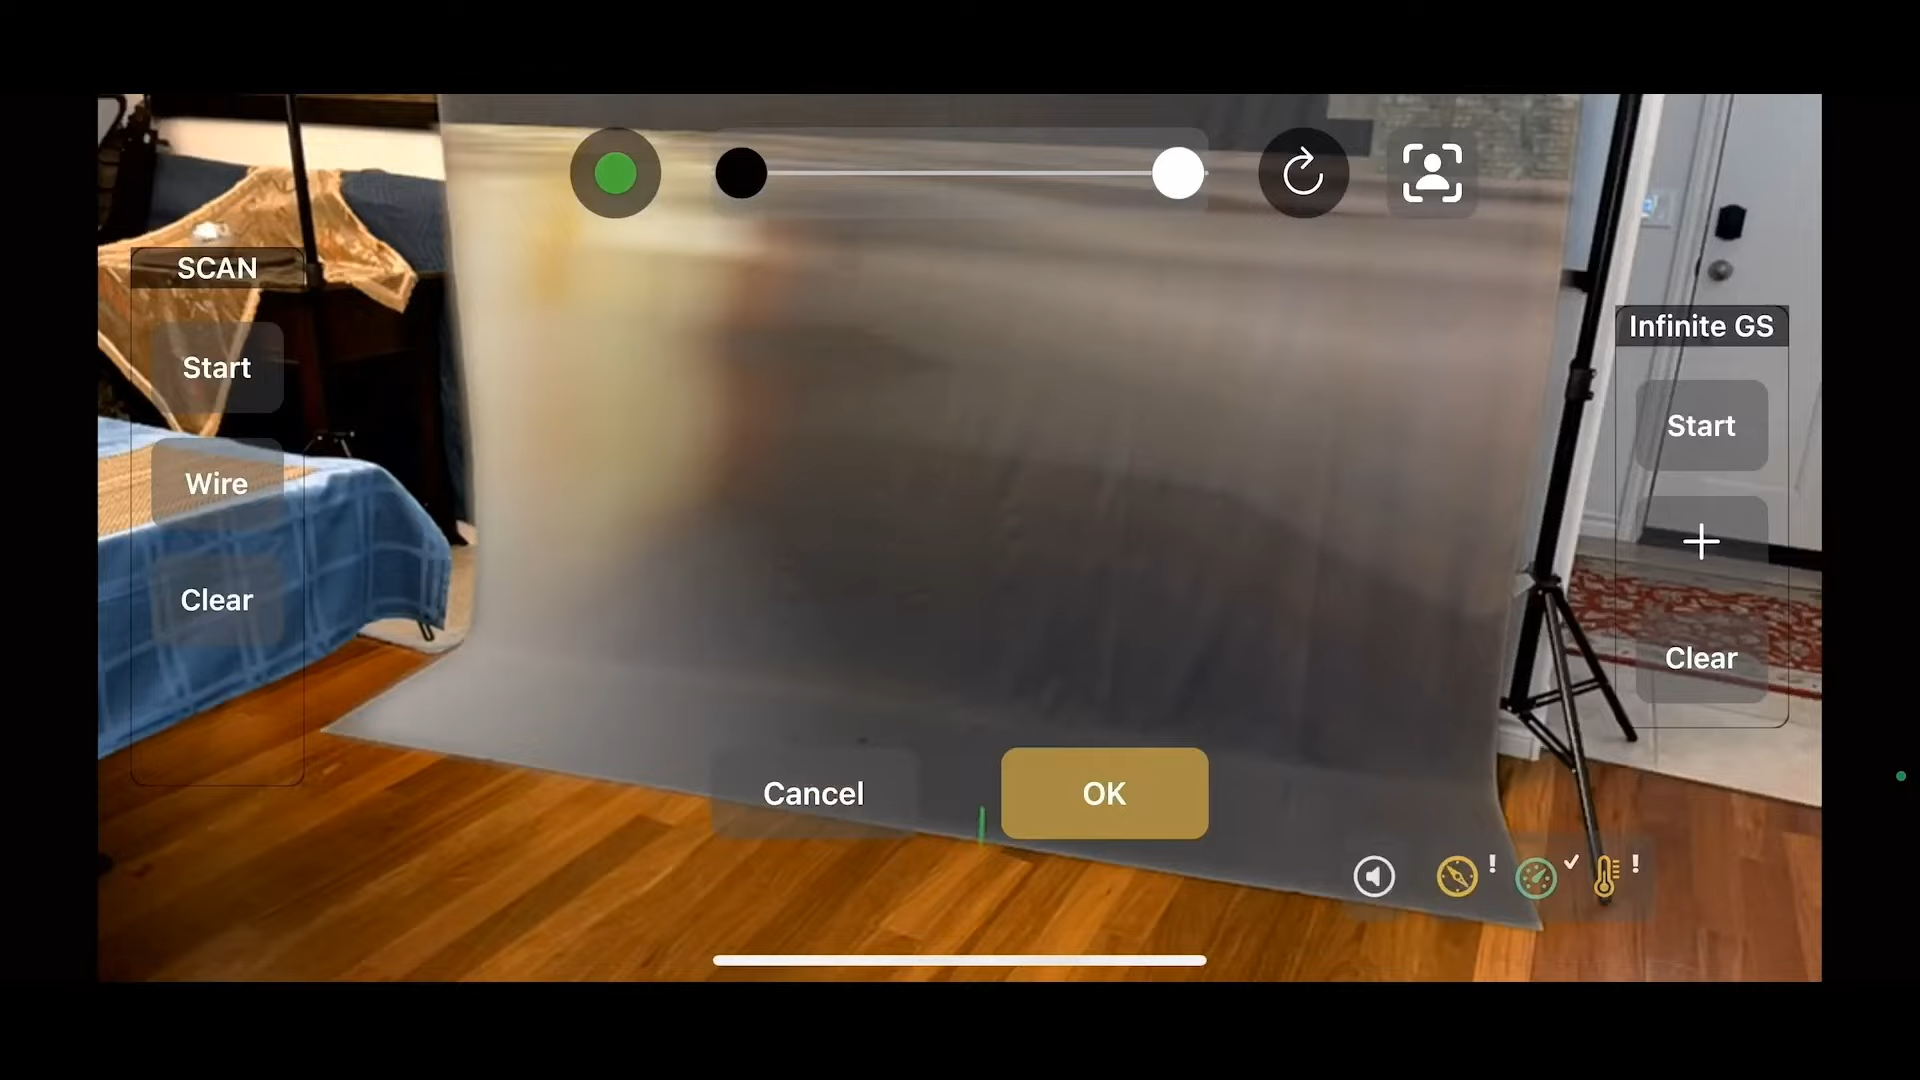 SCAN
Start
Wire
Clear
Infinite GS
Start
+
Clear
Cancel
OK